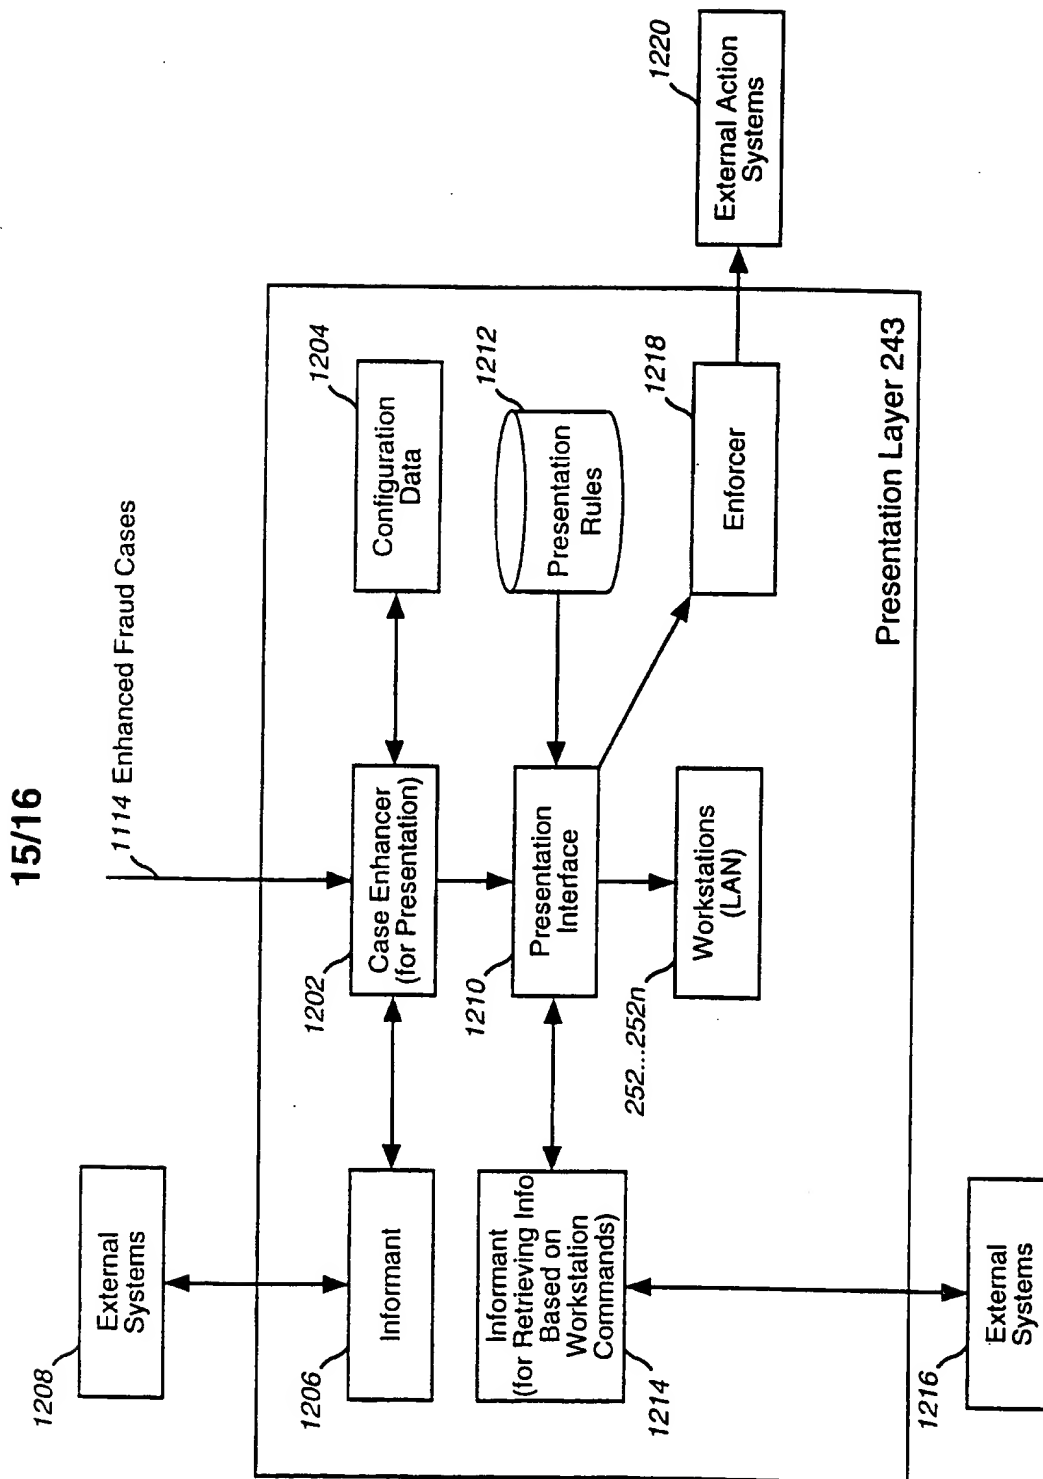 15/16
1114 Enhanced Fraud Cases
1208
External
Systems
1220
External Action
Systems
1206
Informant
1202
Case Enhancer
(for Presentation)
1204
Configuration
Data
1214
Informant
(for Retrieving Info
Based on
Workstation
Commands)
1210
Presentation
Interface
1212
Presentation
Rules
252...252n
Workstations
(LAN)
1218
Enforcer
Presentation Layer 243
1216
External
Systems